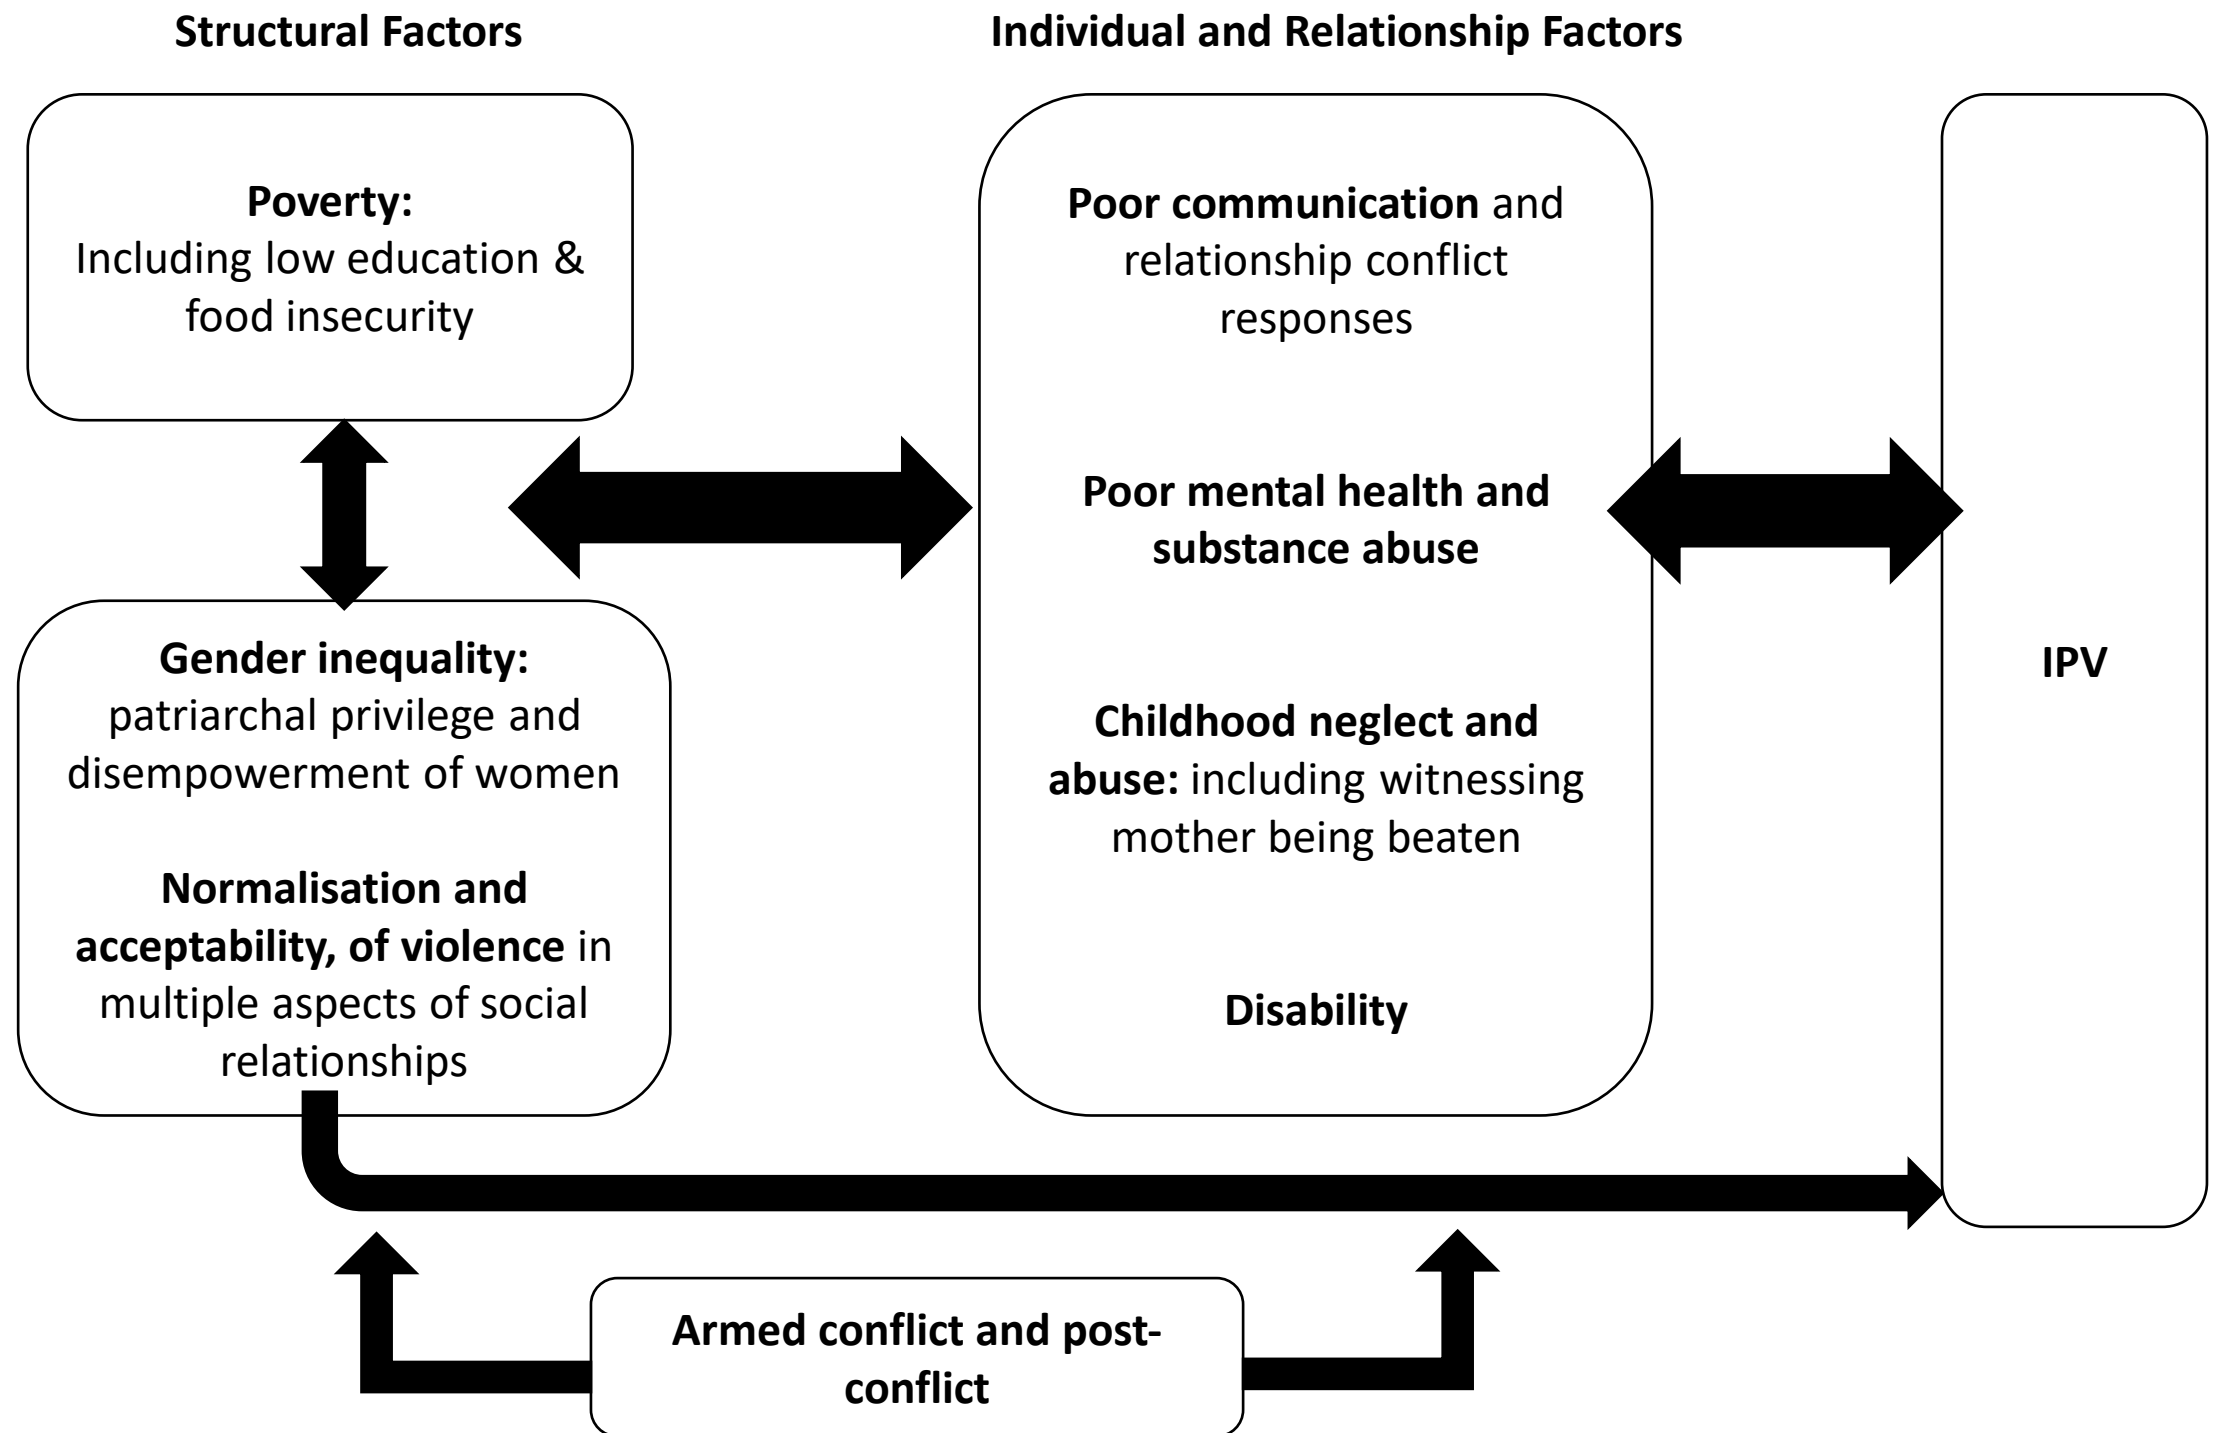 Structural Factors
Individual and Relationship Factors
Poverty:
Including low education &
food insecurity
Gender inequality:
patriarchal privilege and
disempowerment of women
Normalisation and
acceptability, of violence in
multiple aspects of social
relationships
Poor communication and
relationship conflict
responses
Poor mental health and
substance abuse
Childhood neglect and
abuse: including witnessing
mother being beaten
Disability
IPV
Armed conflict and post-
conflict